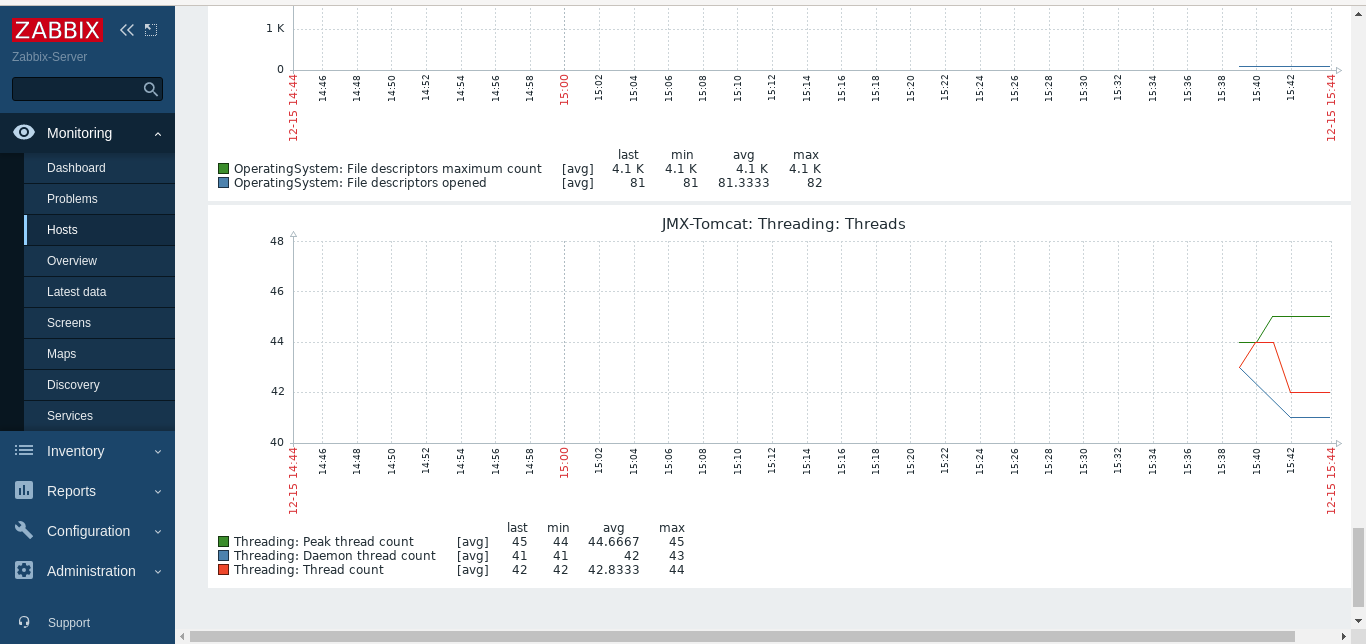 ZABBIX
Zabbix-Server
Monitoring
Dashboard
Problems
Hosts
Overview
Latest data
Screens
Maps
Discovery
Services
Inventory
Reports
Configuration
Administration
Support
1 K
0
12-15 14:44 14:46 14:48 14:50 14:52 14:54 14:56 14:58 15:00 15:02 15:04 15:06 15:08 15:10 15:12 15:14 15:16 15:18 15:20 15:22 15:24 15:26 15:28 15:30 15:32 15:34 15:36 15:38 15:40 15:42 12-15 15:44
last min avg max
OperatingSystem: File descriptors maximum count [avg] 4.1 K 4.1 K 4.1 K 4.1 K
OperatingSystem: File descriptors opened [avg] 81 81 81.3333 82
JMX-Tomcat: Threading: Threads
48
46
44
42
40
12-15 14:44 14:46 14:48 14:50 14:52 14:54 14:56 14:58 15:00 15:02 15:04 15:06 15:08 15:10 15:12 15:14 15:16 15:18 15:20 15:22 15:24 15:26 15:28 15:30 15:32 15:34 15:36 15:38 15:40 15:42 12-15 15:44
last min avg max
Threading: Peak thread count [avg] 45 44 44.6667 45
Threading: Daemon thread count [avg] 41 41 42 43
Threading: Thread count [avg] 42 42 42.8333 44